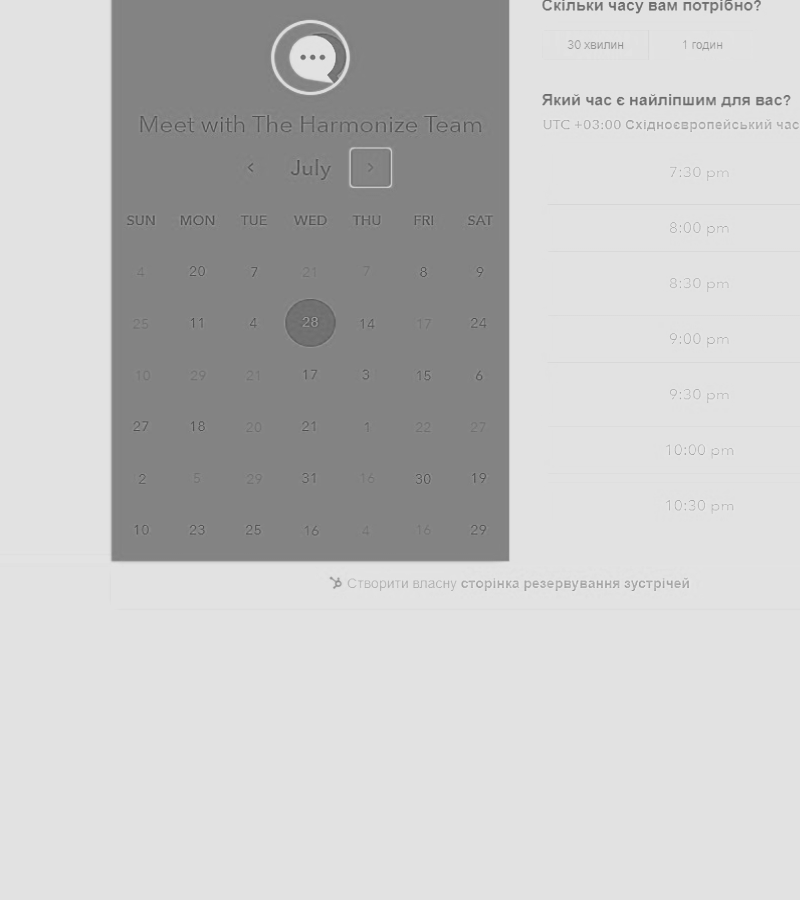 Meet with The Harmonize Team
July
SUN MON TUE WED THU FRI SAT
4 20 7 21 7 8 9
25 11 4 28 14 17 24
10 29 21 17 3 15 6
27 18 20 21 1 22 27
2 5 29 31 16 30 19
10 23 25 16 4 16 29
Скільки часу вам потрібно?
30 хвилин 1 годин
Який час є найліпшим для вас?
UTC +03:00 Східноєвропейський час
7:30 pm
8:00 pm
8:30 pm
9:00 pm
9:30 pm
10:00 pm
10:30 pm
Створити власну сторінка резервування зустрічей